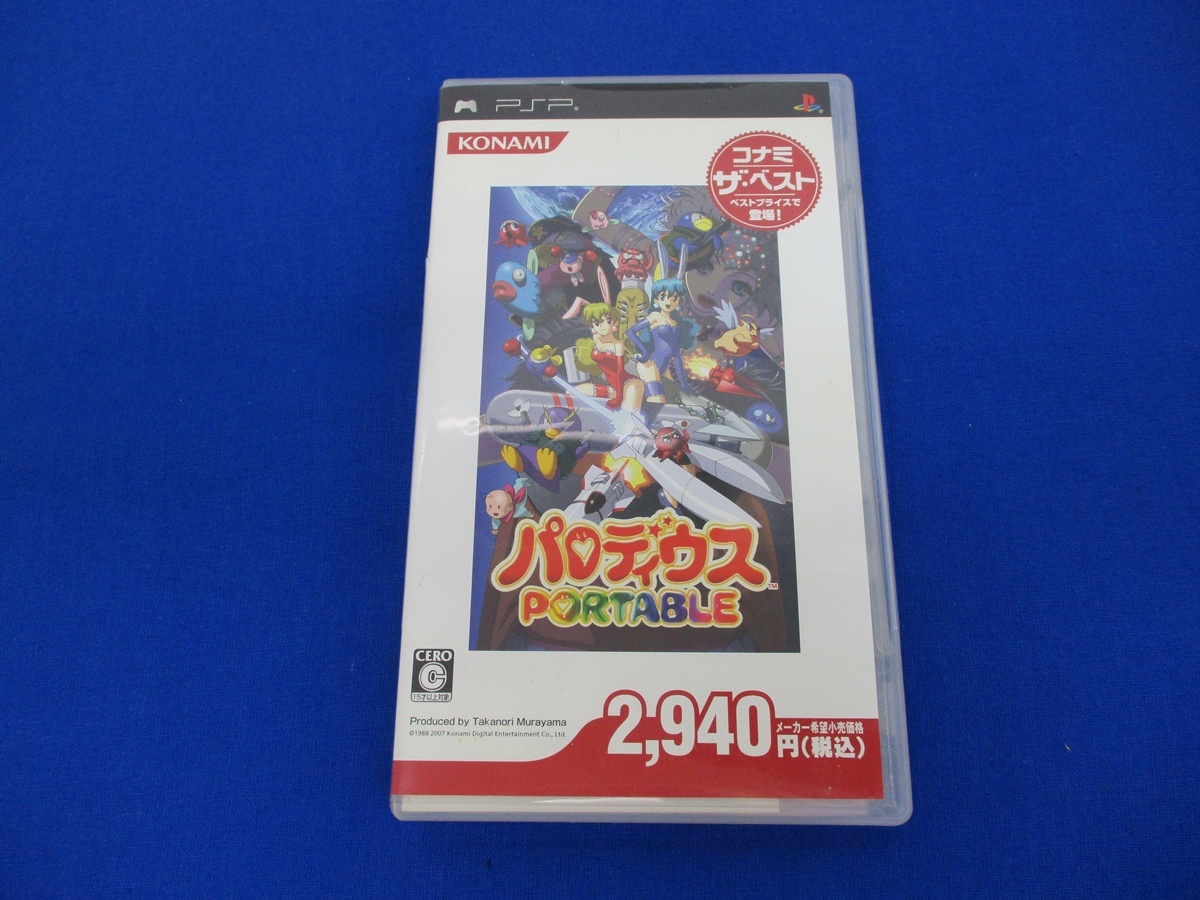 PSP
KONAMI
コナミ
ザ・ベスト
ベストプライスで
登場!
パロディウス
TM
PORTABLE
CERO
C
15才以上対象
Produced by Takanori Murayama
©1988 2007 Konami Digital Entertainment Co., Ltd.
2,940
メーカー希望小売価格
円(税込)